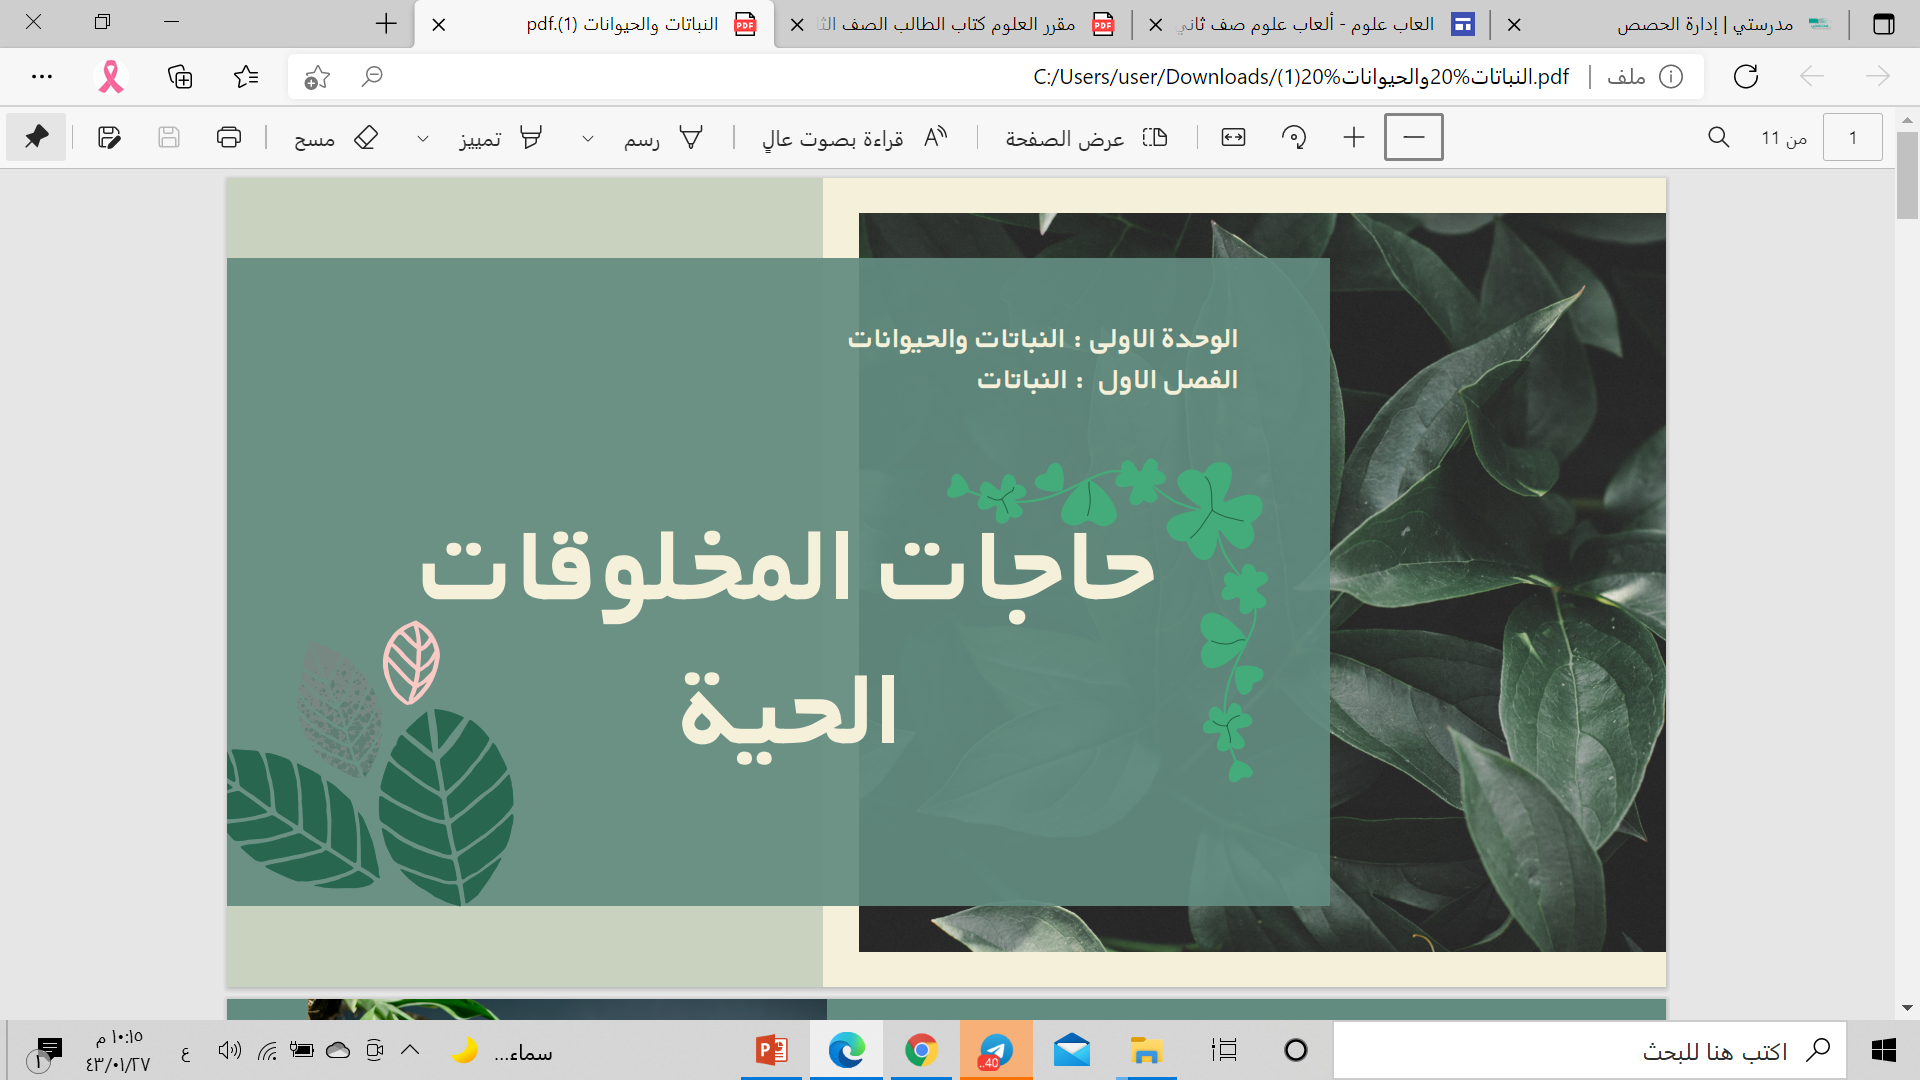 مدرستي | إدارة الحصص
العاب علوم - ألعاب علوم صف ثاني
مقرر العلوم كتاب الطالب الصف
النباتات والحيوانات (1).pdf
ملف
C:/Users/user/Downloads/النباتات%20والحيوانات%20(1).pdf
1
من 11
عرض الصفحة
قراءة بصوت عالٍ
رسم
تمييز
مسح
الوحدة الاولى : النباتات والحيوانات
الفصل الاول : النباتات
حاجات المخلوقات
الحية
اكتب هنا للبحث
40..
سماء...
ع
١٠:١٥ م
٤٣/٠١/٢٧
١